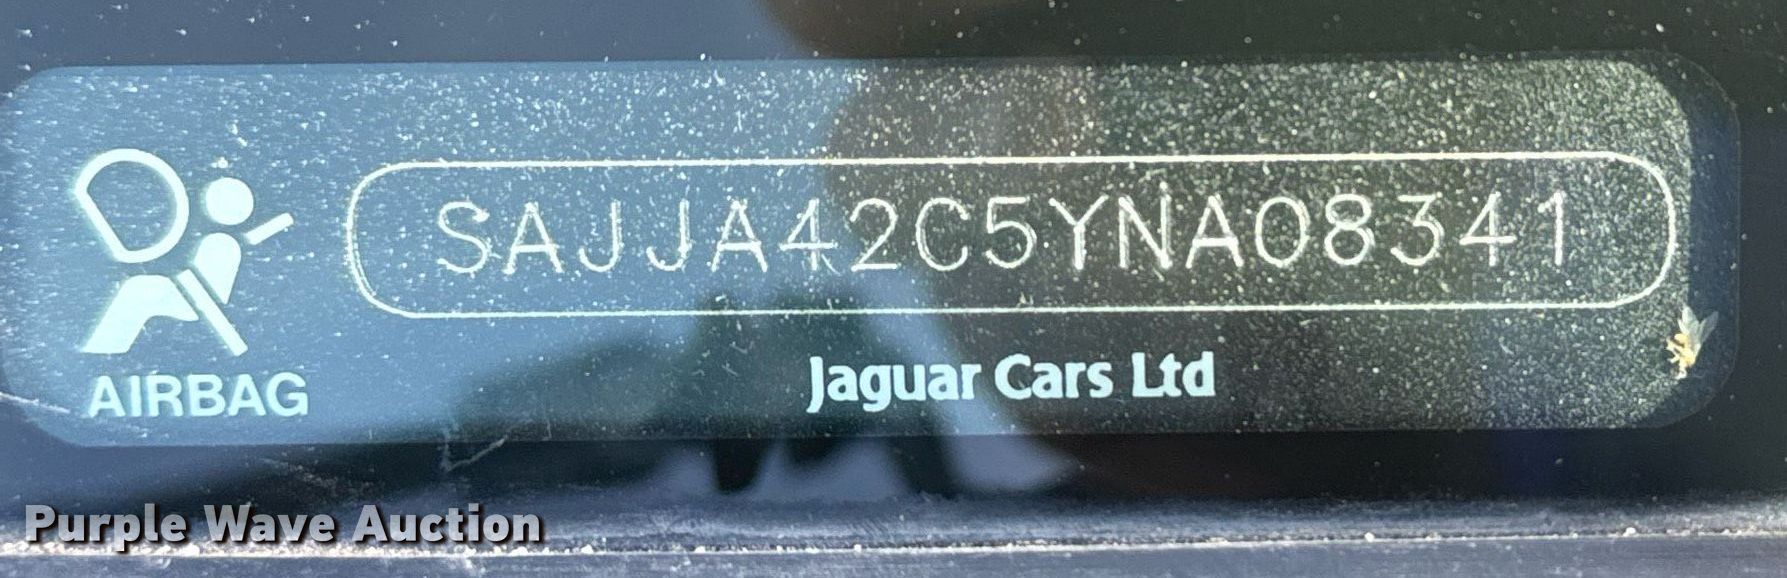 SAJJA42C5YNA08341
Jaguar Cars Ltd
AIRBAG
Purple Wave Auction